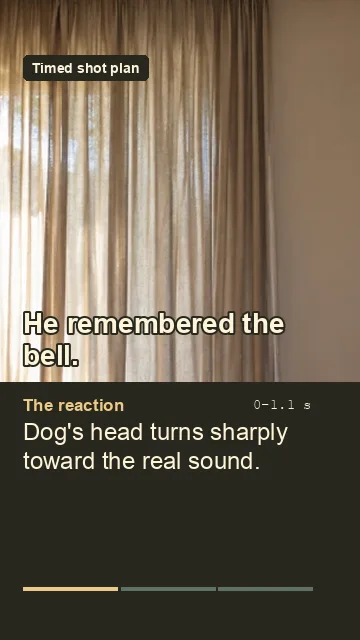 Timed shot plan
He remembered the
bell.
The reaction 0–1.1 s
Dog's head turns sharply
toward the real sound.